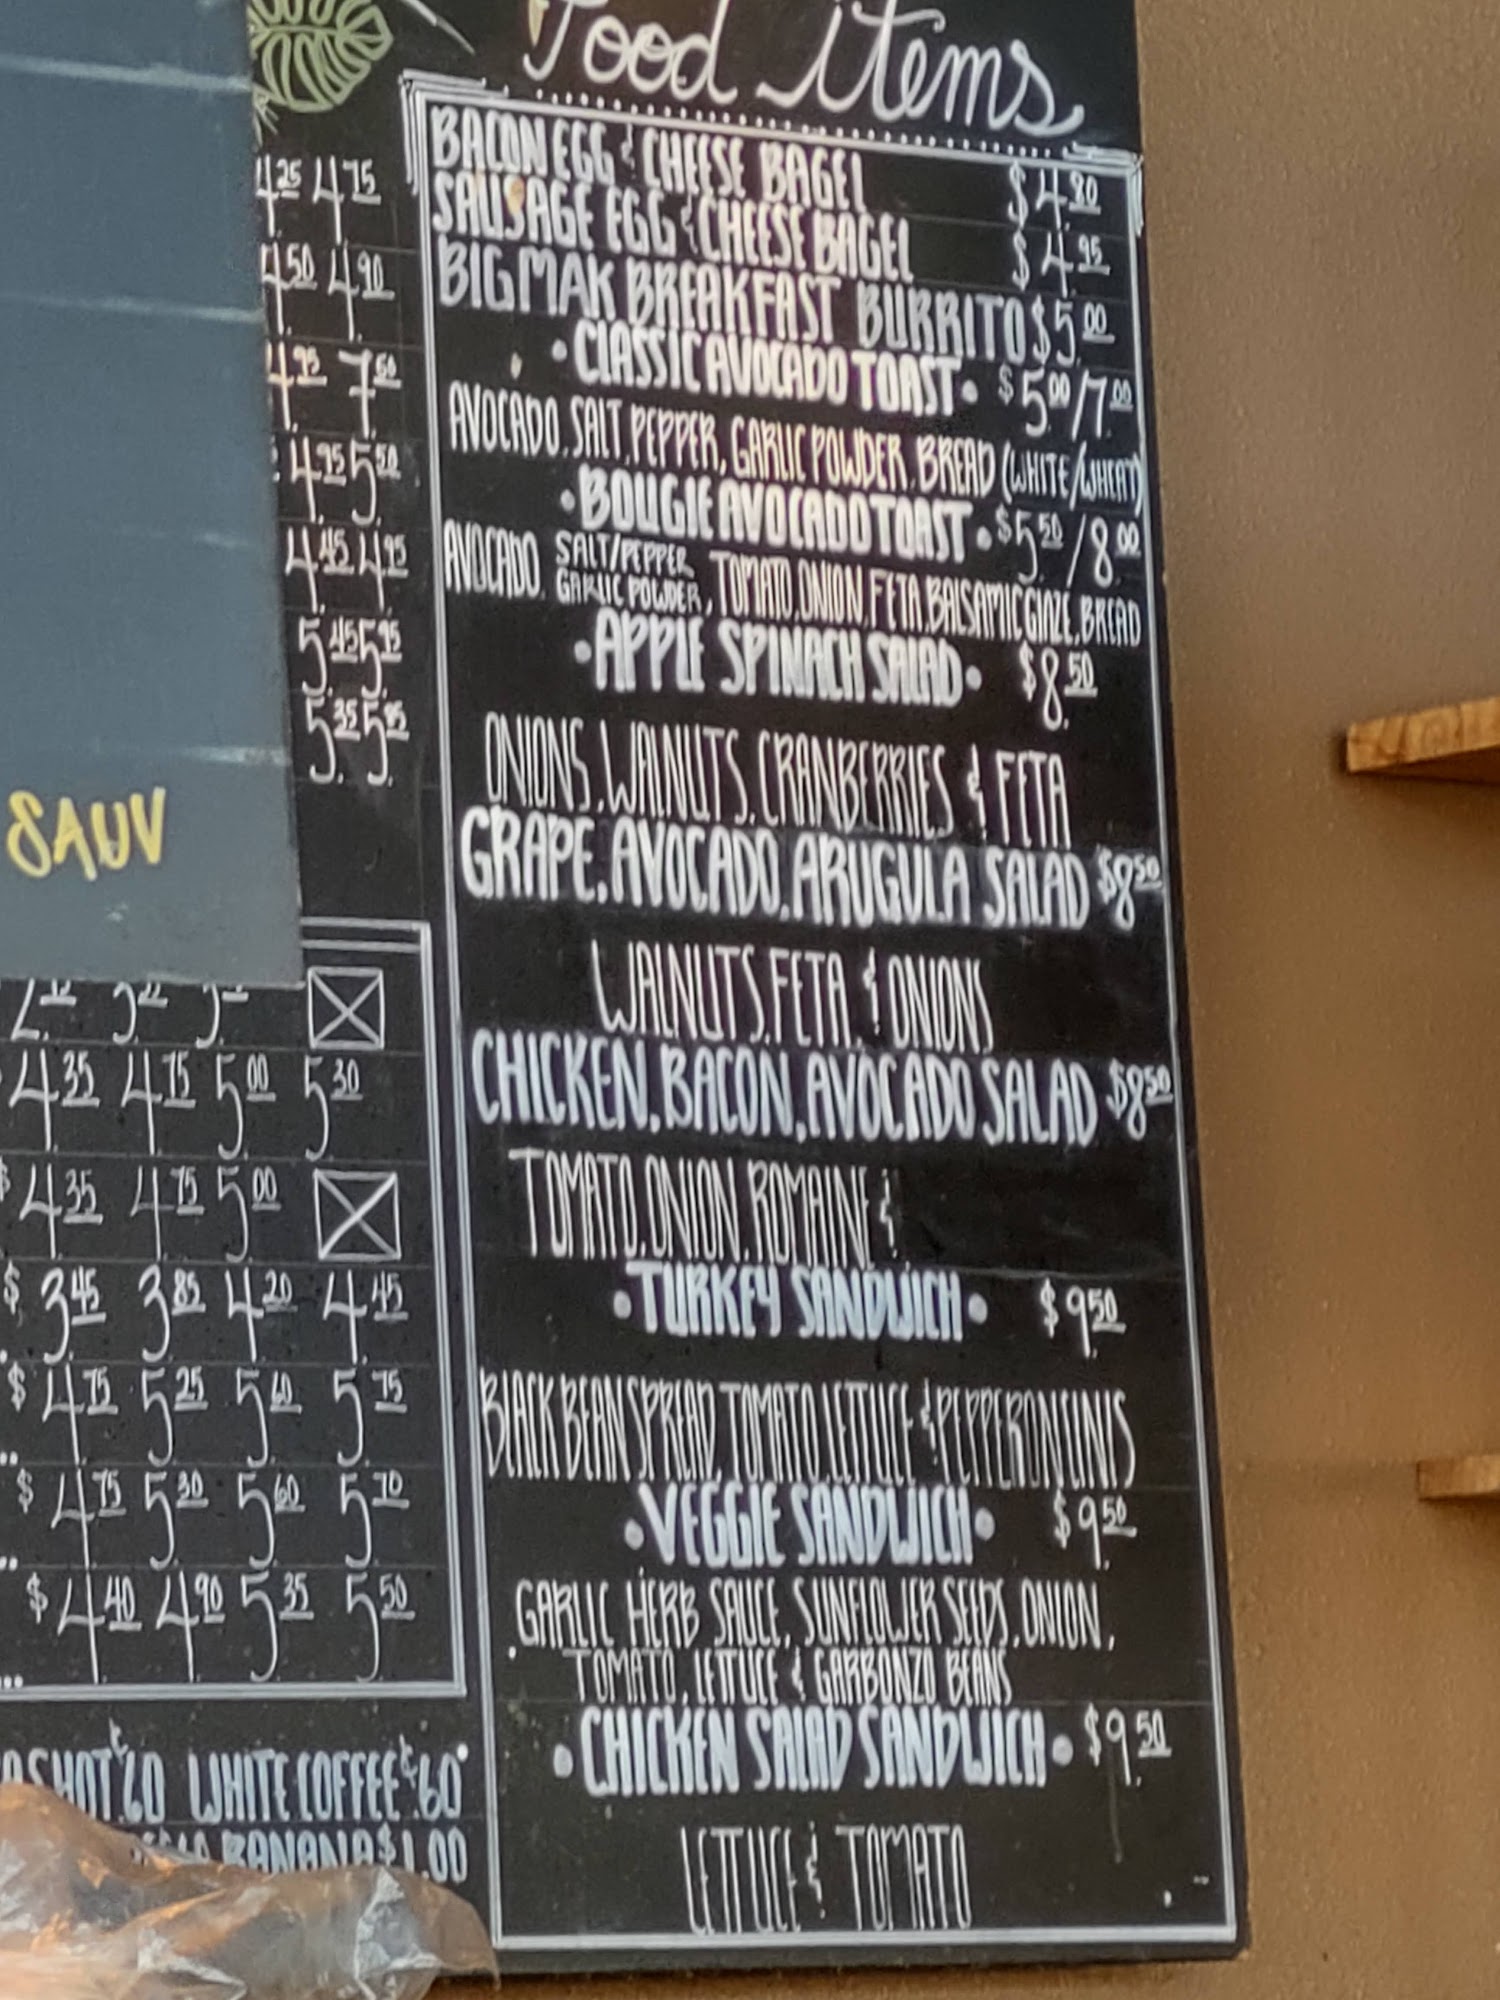 Food items
BACON EGG & CHEESE BAGEL $4.80
SAUSAGE EGG & CHEESE BAGEL $4.95
BIG MAK BREAKFAST BURRITO $5.00
• CLASSIC AVOCADO TOAST • $5.00/7.00
AVOCADO, SALT, PEPPER, GARLIC POWDER, BREAD (WHITE/WHEAT)
• BOUGIE AVOCADO TOAST • $5.50/8.00
AVOCADO, SALT/PEPPER GARLIC POWDER, TOMATO, ONION, FETA, BALSAMIC GLAZE, BREAD
• APPLE SPINACH SALAD • $8.50
ONIONS, WALNUTS, CRANBERRIES & FETA
GRAPE, AVOCADO, ARUGULA SALAD $8.50
WALNUTS, FETA, & ONIONS
CHICKEN, BACON, AVOCADO SALAD $8.50
TOMATO, ONION, ROMAINE &
• TURKEY SANDWICH • $9.50
BLACK BEAN SPREAD, TOMATO, LETTUCE & PEPPERONCINIS
• VEGGIE SANDWICH • $9.50
GARLIC HERB SAUCE, SUNFLOWER SEEDS, ONION,
TOMATO, LETTUCE & GARBONZO BEANS
• CHICKEN SALAD SANDWICH • $9.50
LETTUCE & TOMATO
4.25 4.75
4.50 4.90
4.95 7.50
4.95 5.50
4.45 4.95
5.45 5.95
5.35 5.85
SAUV
4.35 4.75 5.00 5.30
$ 4.35 4.75 5.00
$ 3.45 3.85 4.20 4.45
$ 4.75 5.25 5.60 5.75
$ 4.75 5.30 5.60 5.70
$ 4.40 4.90 5.35 5.50
SHOT ¢60 WHITE COFFEE ¢60
BANANA $1.00